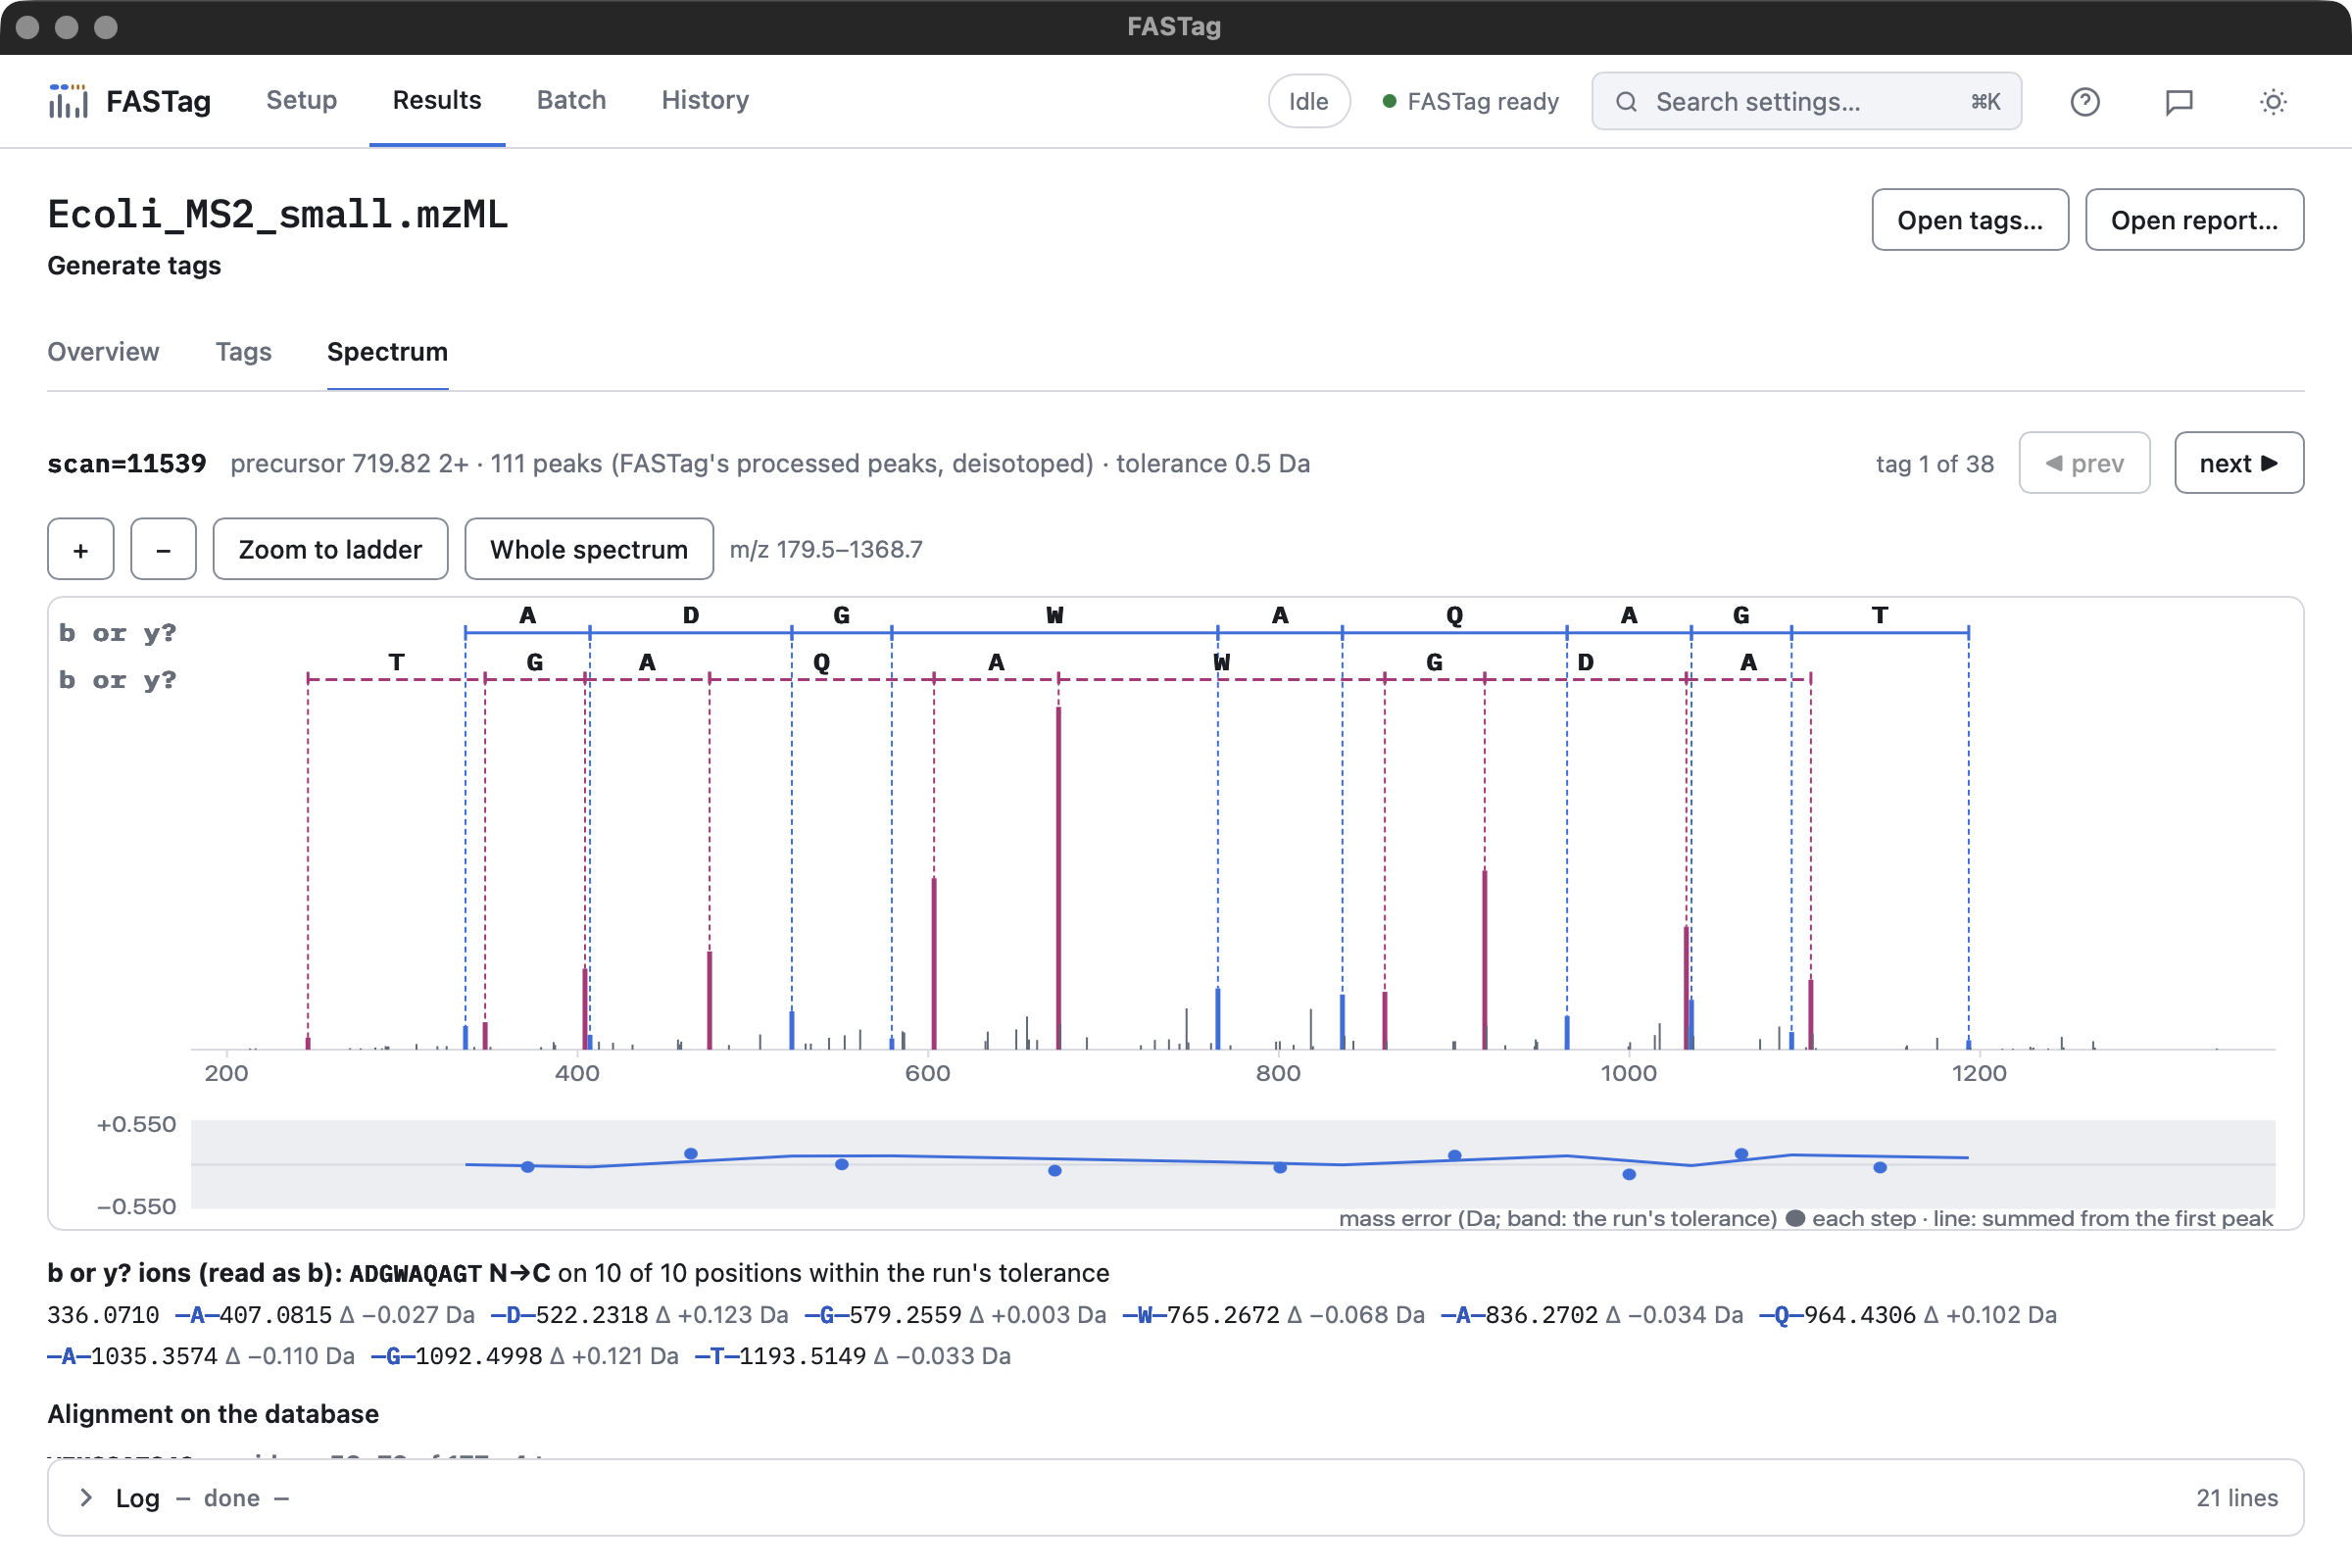 FASTag
FASTag Setup Results Batch History Idle FASTag ready Search settings... ⌘K
Ecoli_MS2_small.mzML
Open tags... Open report...
Generate tags
Overview Tags Spectrum
scan=11539 precursor 719.82 2+ · 111 peaks (FASTag's processed peaks, deisotoped) · tolerance 0.5 Da tag 1 of 38 ◀ prev next ▶
+ − Zoom to ladder Whole spectrum m/z 179.5–1368.7
A D G W A Q A G T
b or y?
T G A Q A W G D A
b or y?
200 400 600 800 1000 1200
+0.550
−0.550
mass error (Da; band: the run's tolerance) ● each step · line: summed from the first peak
b or y? ions (read as b): ADGWAQAGT N→C on 10 of 10 positions within the run's tolerance
336.0710 —A—407.0815 Δ −0.027 Da —D—522.2318 Δ +0.123 Da —G—579.2559 Δ +0.003 Da —W—765.2672 Δ −0.068 Da —A—836.2702 Δ −0.034 Da —Q—964.4306 Δ +0.102 Da
—A—1035.3574 Δ −0.110 Da —G—1092.4998 Δ +0.121 Da —T—1193.5149 Δ −0.033 Da
Alignment on the database
Log — done — 21 lines